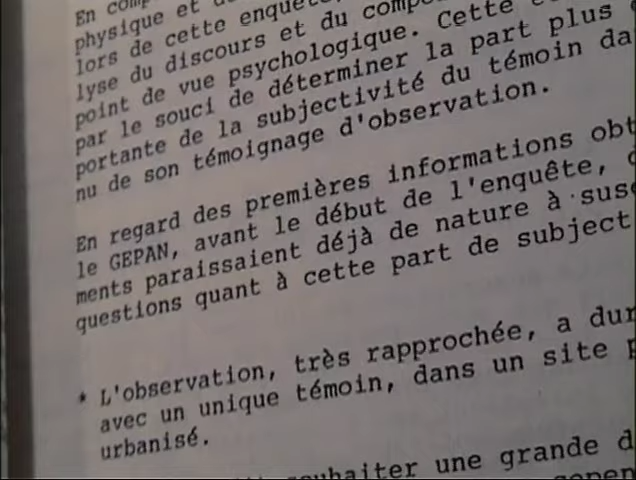 En
physique et
lors de cette enquête,
lyse du discours et du
point de vue psychologique. Cette
par le souci de déterminer la part plus
portante de la subjectivité du témoin da
nu de son témoignage d'observation.
En regard des premières informations obt
le GEPAN, avant le début de l'enquête,
ments paraissaient déjà de nature à susc
questions quant à cette part de subject
* L'observation, très rapprochée, a dur
avec un unique témoin, dans un site p
urbanisé.
souhaiter une grande d